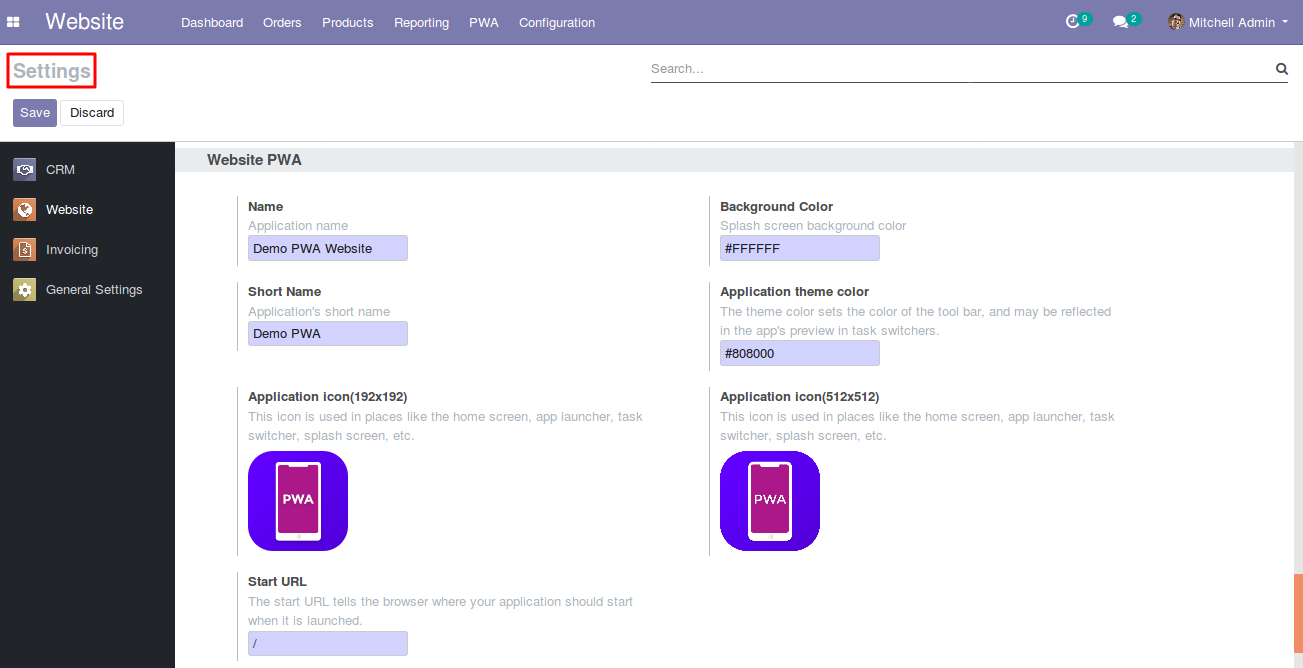 Website Dashboard Orders Products Reporting PWA Configuration 9 2 Mitchell Admin
Settings
Search...
Save Discard
CRM
Website
Invoicing
General Settings
Website PWA
Name
Application name
Demo PWA Website
Background Color
Splash screen background color
#FFFFFF
Short Name
Application's short name
Demo PWA
Application theme color
The theme color sets the color of the tool bar, and may be reflected
in the app's preview in task switchers.
#808000
Application icon(192x192)
This icon is used in places like the home screen, app launcher, task
switcher, splash screen, etc.
PWA
Application icon(512x512)
This icon is used in places like the home screen, app launcher, task
switcher, splash screen, etc.
PWA
Start URL
The start URL tells the browser where your application should start
when it is launched.
/